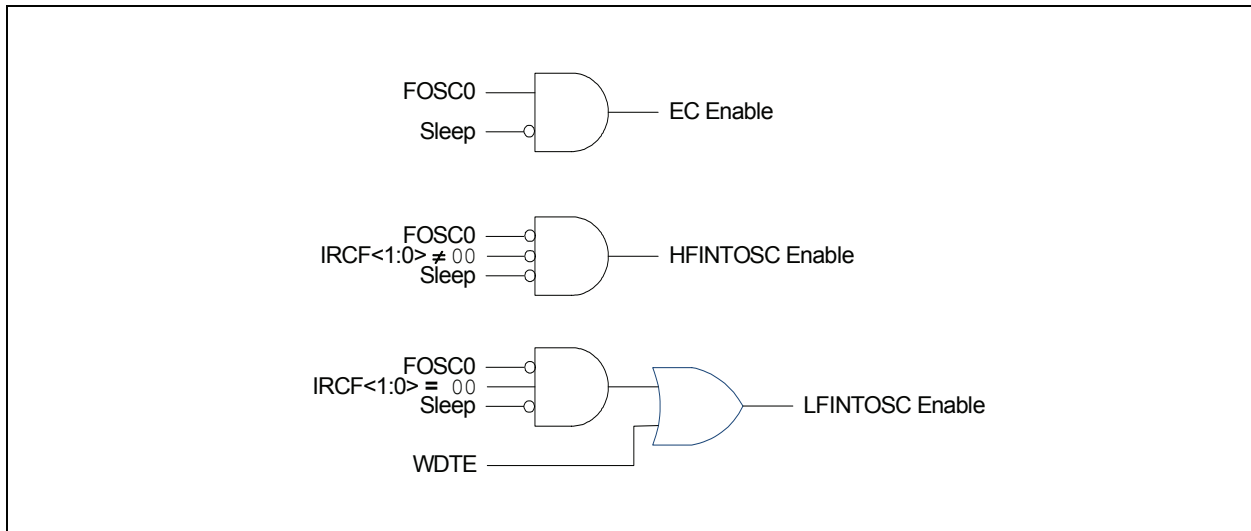 FOSC0
Sleep
EC Enable
FOSC0
IRCF<1:0> ≠ 00
Sleep
HFINTOSC Enable
FOSC0
IRCF<1:0> = 00
Sleep
LFINTOSC Enable
WDTE